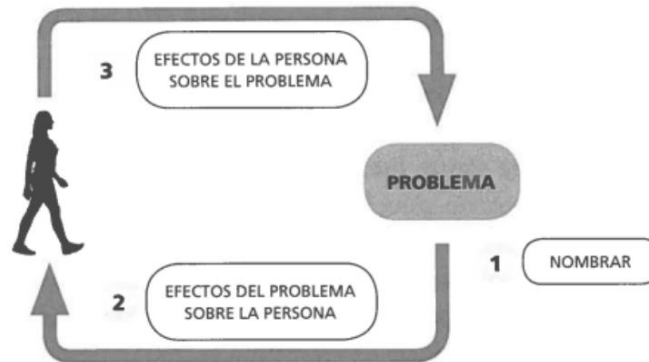 3
EFECTOS DE LA PERSONA
SOBRE EL PROBLEMA
PROBLEMA
1
NOMBRAR
2
EFECTOS DEL PROBLEMA
SOBRE LA PERSONA